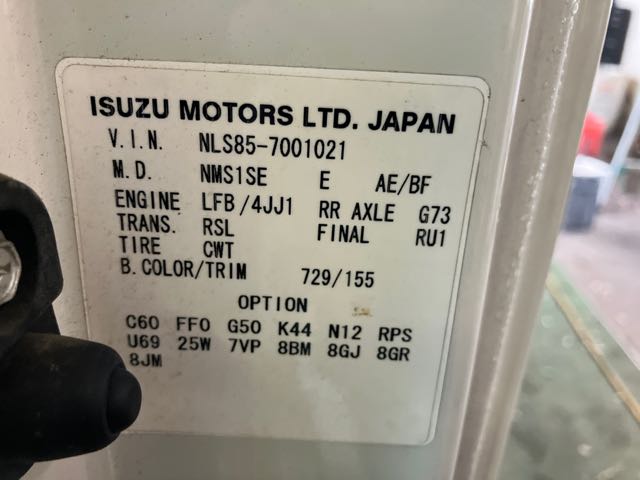 ISUZU MOTORS LTD. JAPAN
V.I.N. NLS85-7001021
M.D. NMS1SE E AE/BF
ENGINE LFB/4JJ1 RR AXLE G73
TRANS. RSL FINAL RU1
TIRE CWT
B.COLOR/TRIM 729/155
OPTION
C60 FF0 G50 K44 N12 RPS
U69 25W 7VP 8BM 8GJ 8GR
8JM